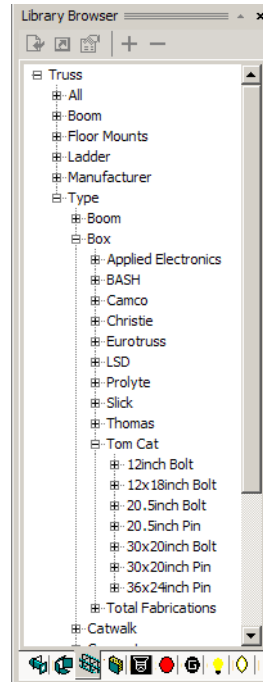 Library Browser
Truss
All
Boom
Floor Mounts
Ladder
Manufacturer
Type
Boom
Box
Applied Electronics
BASH
Camco
Christie
Eurotruss
LSD
Prolyte
Slick
Thomas
Tom Cat
12inch Bolt
12x18inch Bolt
20.5inch Bolt
20.5inch Pin
30x20inch Bolt
30x20inch Pin
36x24inch Pin
Total Fabrications
Catwalk